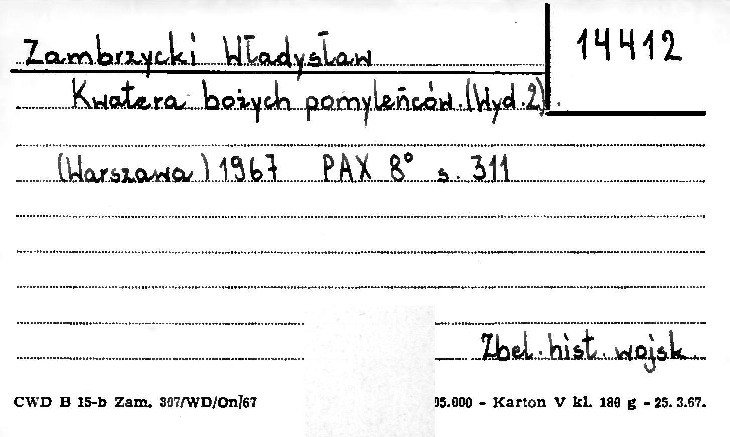 Zambrzycki Władysław
14412
Kwatera bożych pomyleńców. (Wyd. 2).
(Warszawa) 1967 PAX 8° s. 311
Zbel. hist. wojsk.
CWD B 15-b Zam. 307/WD/On/67 95.000 - Karton V kl. 180 g - 25.3.67.